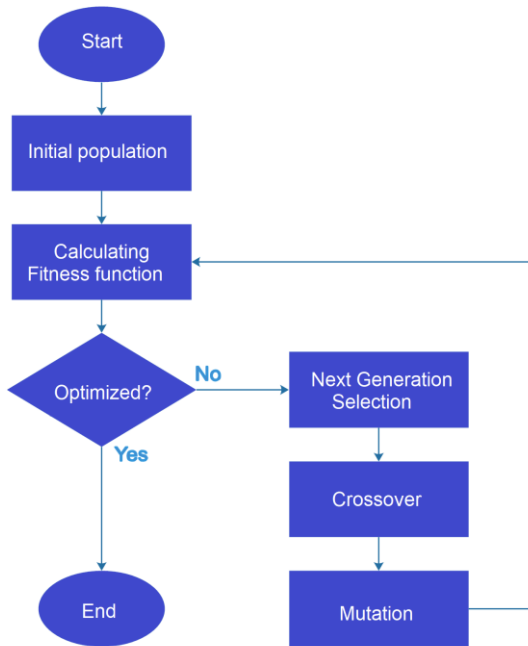 Start
Initial population
Calculating
Fitness function
Optimized?
No
Yes
Next Generation
Selection
Crossover
Mutation
End